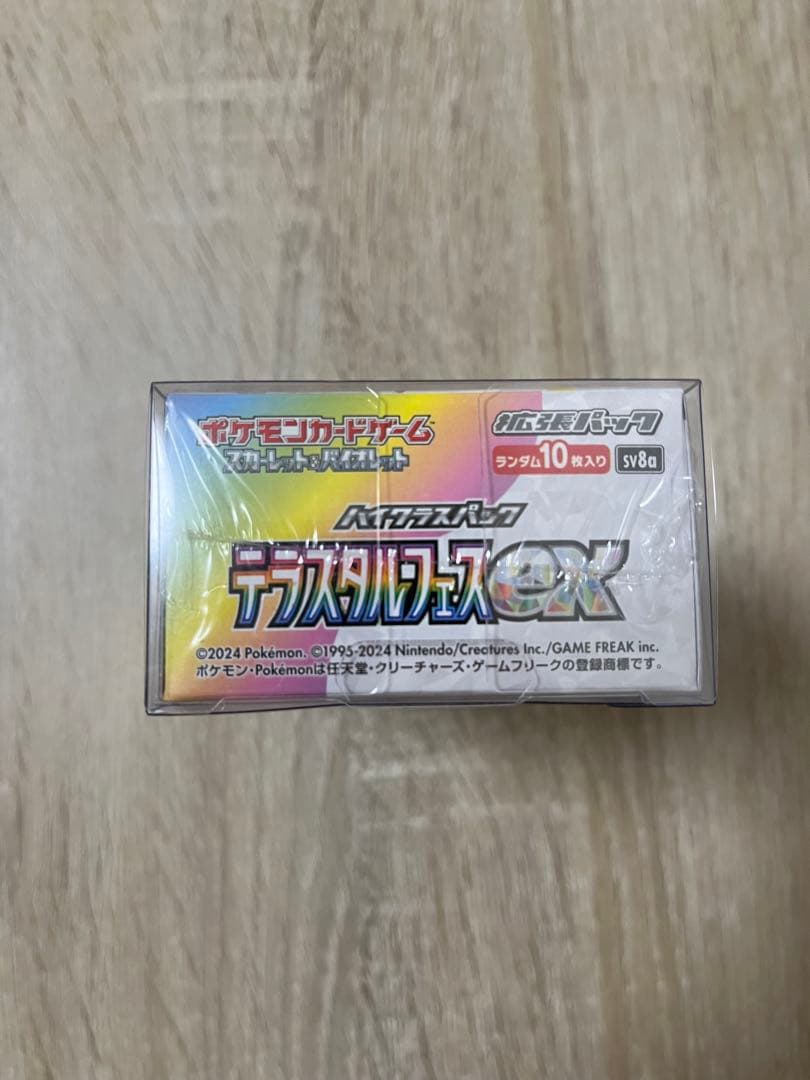 ポケモンカードゲーム
スカーレット&バイオレット
拡張パック
ランダム10枚入り SV8a
ハイクラスパック
テラスタルフェスex
©2024 Pokémon. ©1995-2024 Nintendo/Creatures Inc./GAME FREAK inc.
ポケモン・Pokémonは任天堂・クリーチャーズ・ゲームフリークの登録商標です。